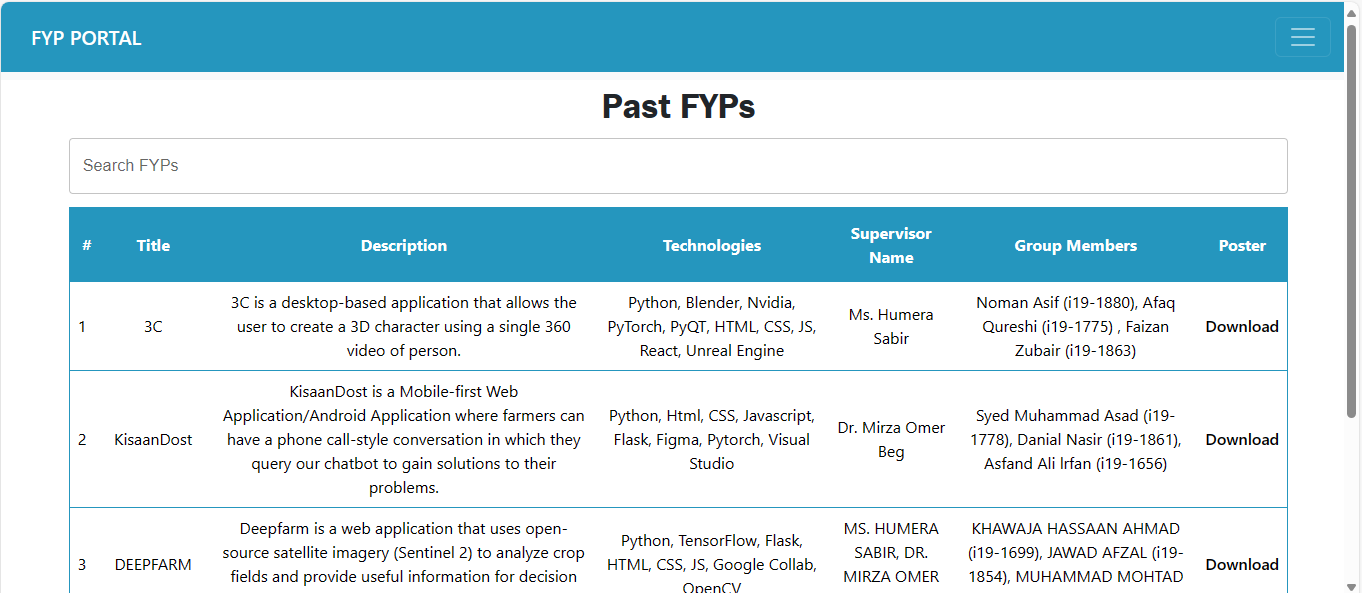 FYP PORTAL
Past FYPs
Search FYPs
# Title Description Technologies Supervisor Name Group Members Poster
1
3C
3C is a desktop-based application that allows the
user to create a 3D character using a single 360
video of person.
Python, Blender, Nvidia,
PyTorch, PyQT, HTML, CSS, JS,
React, Unreal Engine
Ms. Humera
Sabir
Noman Asif (i19-1880), Afaq
Qureshi (i19-1775) , Faizan
Zubair (i19-1863)
Download
2
KisaanDost
KisaanDost is a Mobile-first Web
Application/Android Application where farmers can
have a phone call-style conversation in which they
query our chatbot to gain solutions to their
problems.
Python, Html, CSS, Javascript,
Flask, Figma, Pytorch, Visual
Studio
Dr. Mirza Omer
Beg
Syed Muhammad Asad (i19-
1778), Danial Nasir (i19-1861),
Asfand Ali lrfan (i19-1656)
Download
3
DEEPFARM
Deepfarm is a web application that uses open-
source satellite imagery (Sentinel 2) to analyze crop
fields and provide useful information for decision
Python, TensorFlow, Flask,
HTML, CSS, JS, Google Collab,
OpenCV
MS. HUMERA
SABIR, DR.
MIRZA OMER
KHAWAJA HASSAAN AHMAD
(i19-1699), JAWAD AFZAL (i19-
1854), MUHAMMAD MOHTAD
Download